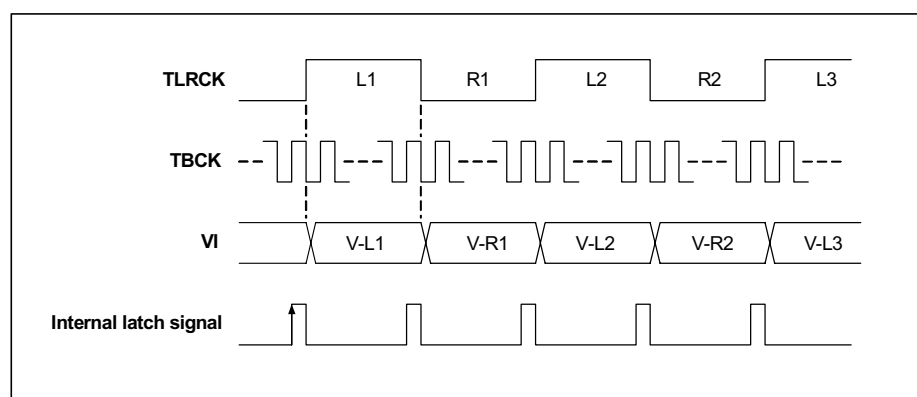 TLRCK L1 R1 L2 R2 L3
TBCK
VI V-L1 V-R1 V-L2 V-R2 V-L3
Internal latch signal